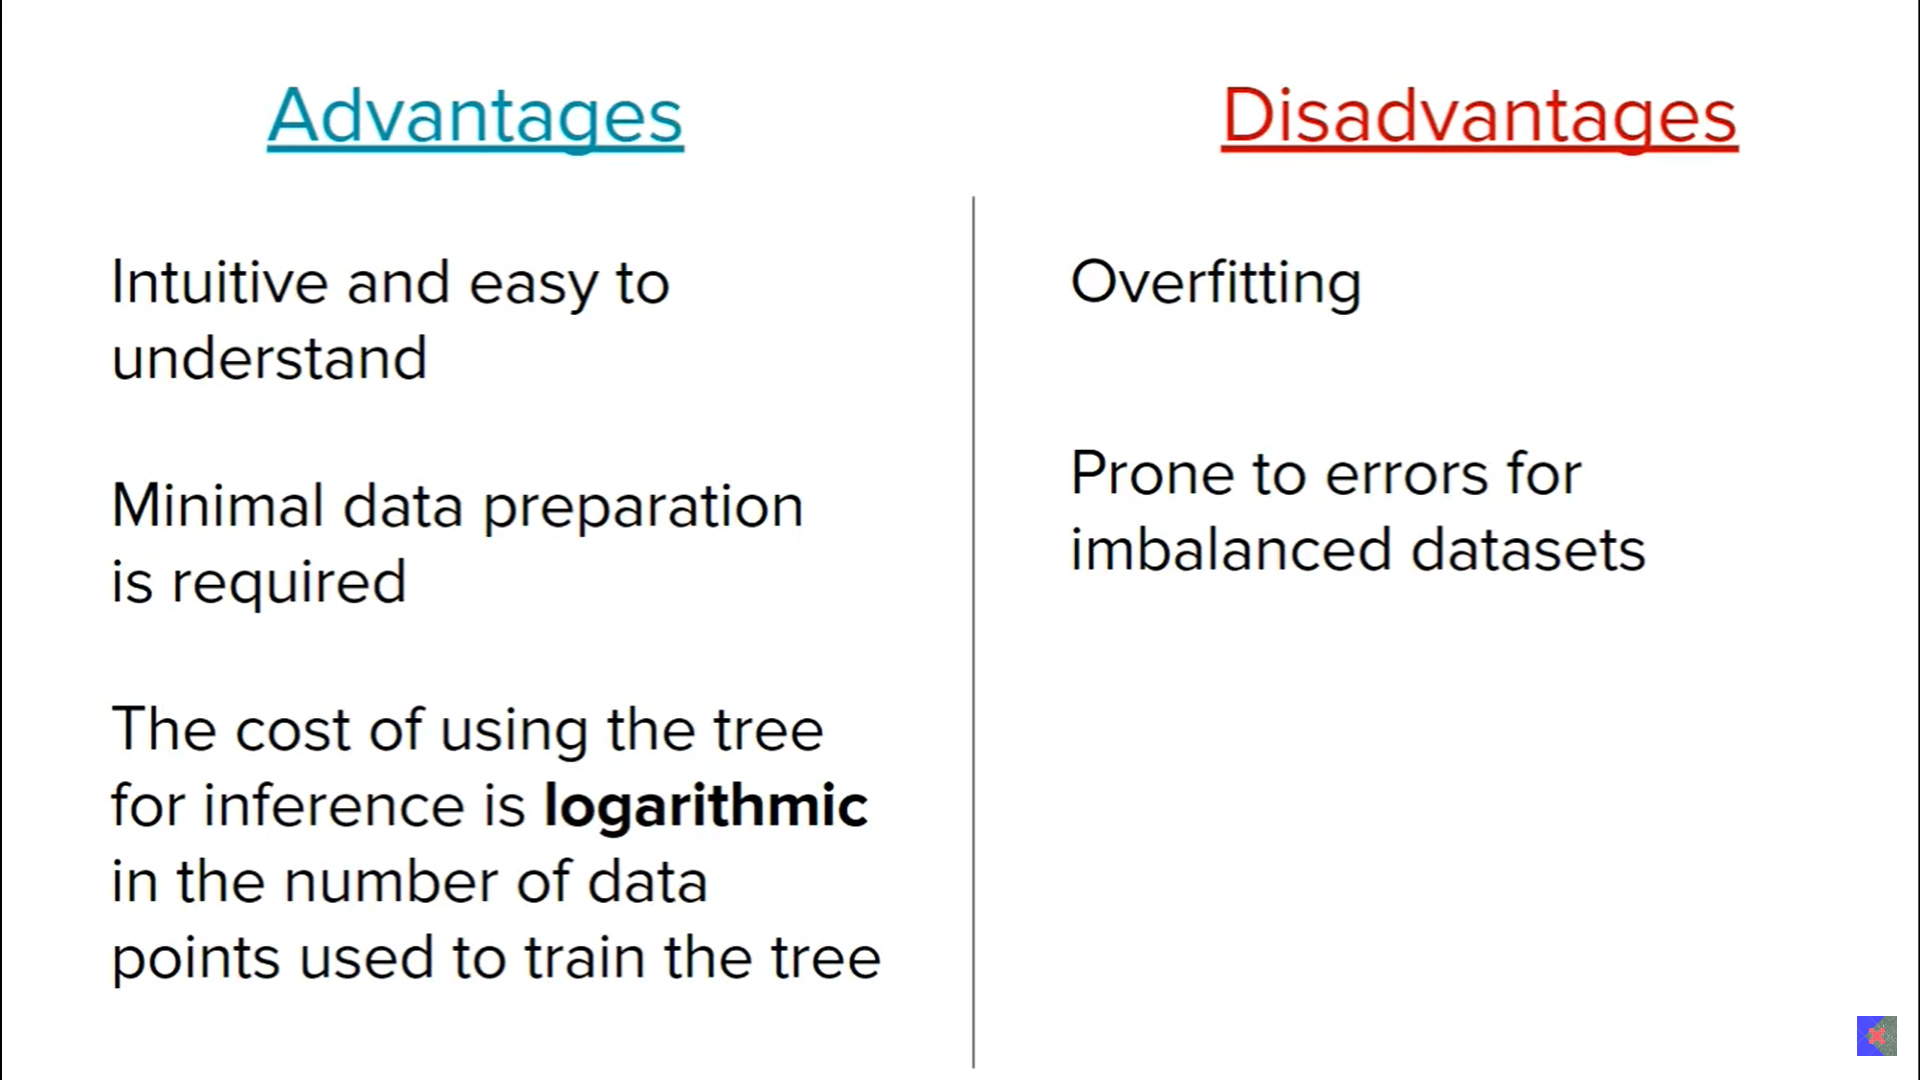 Advantages
Intuitive and easy to
understand
Minimal data preparation
is required
The cost of using the tree
for inference is logarithmic
in the number of data
points used to train the tree
Disadvantages
Overfitting
Prone to errors for
imbalanced datasets